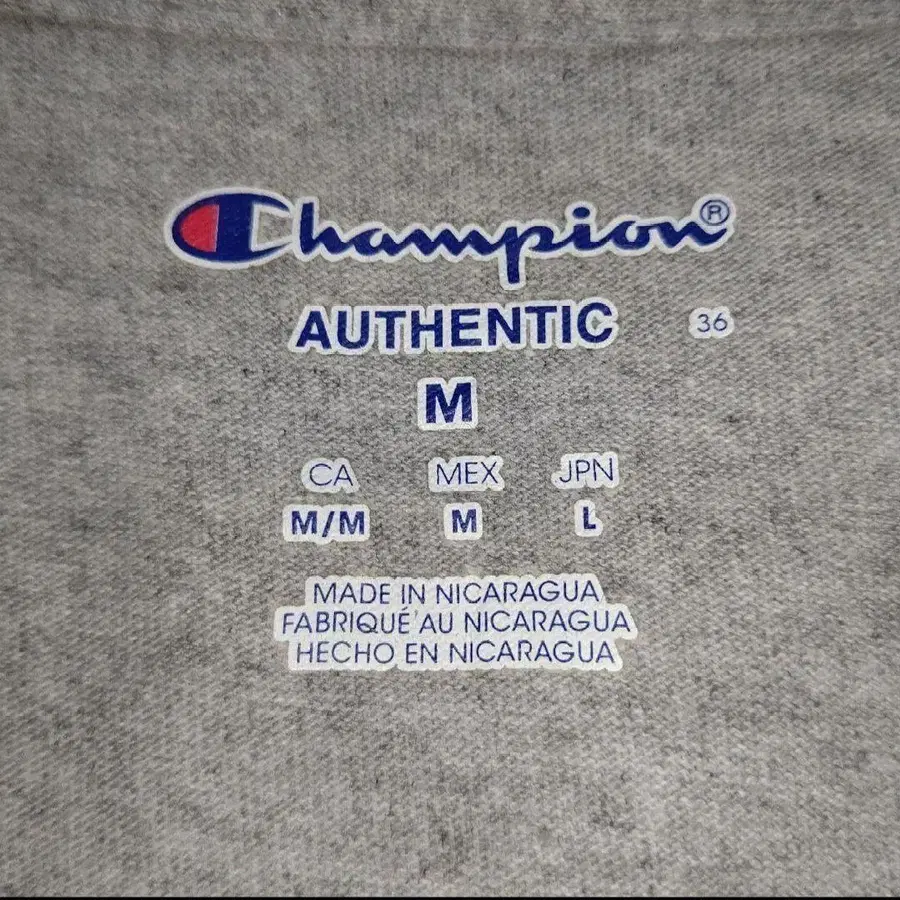 Champion®
AUTHENTIC 36
M
CA MEX JPN
M/M M L
MADE IN NICARAGUA
FABRIQUÉ AU NICARAGUA
HECHO EN NICARAGUA